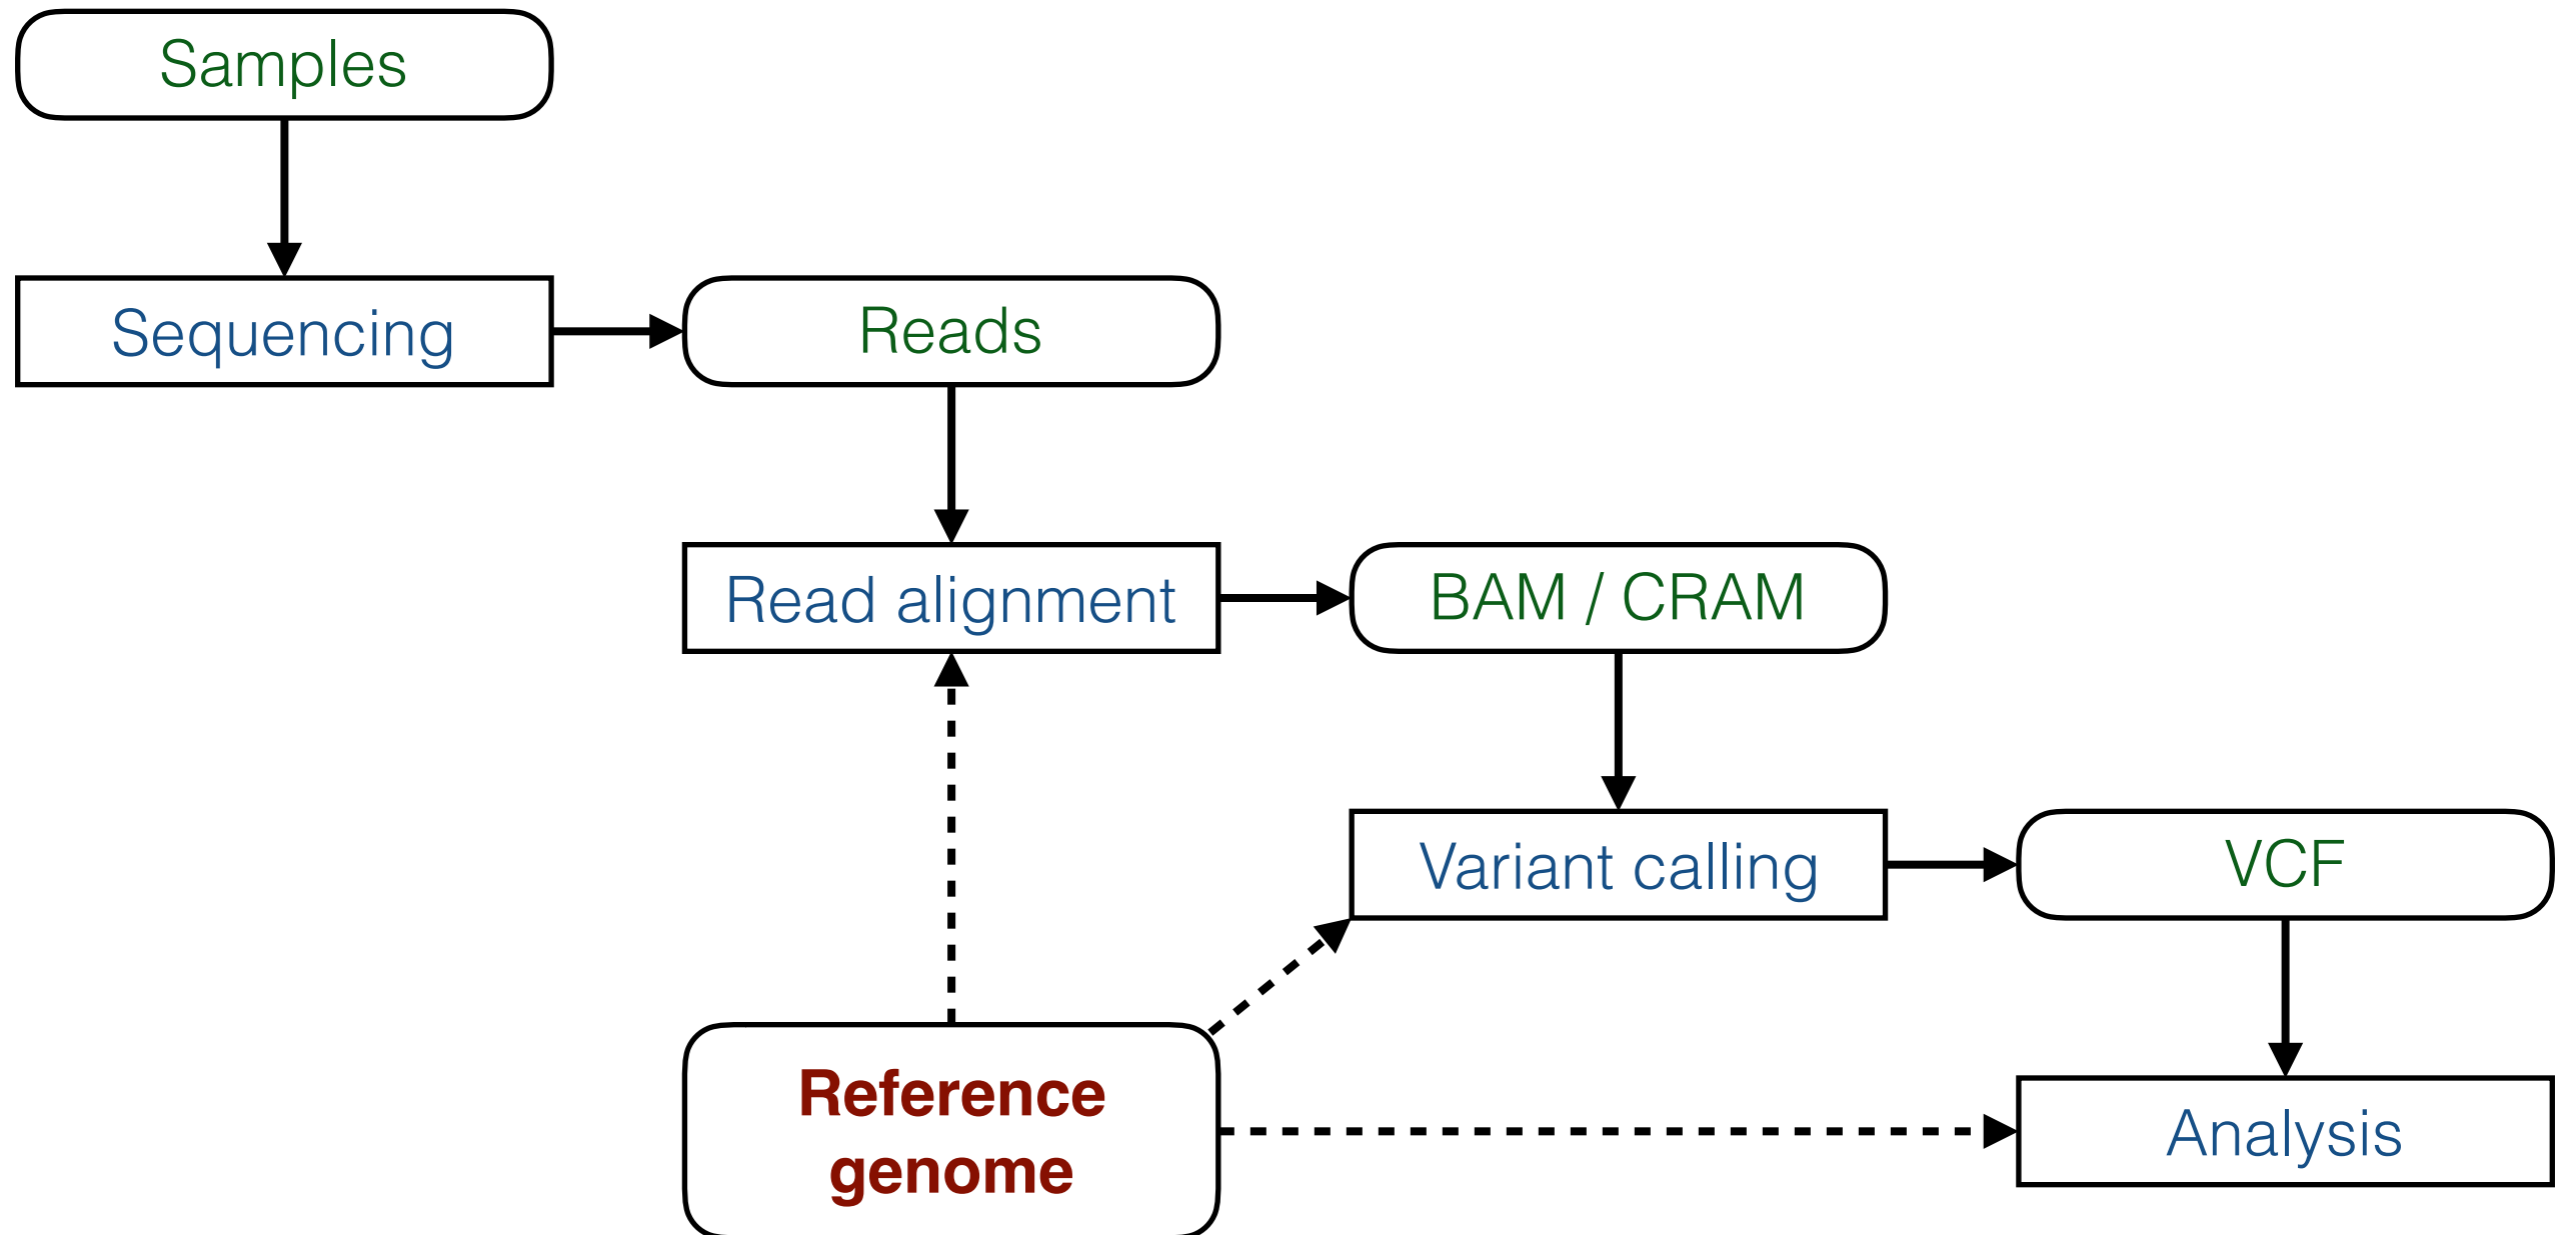 Samples
Sequencing
Reads
Read alignment
BAM / CRAM
Variant calling
VCF
Reference
genome
Analysis